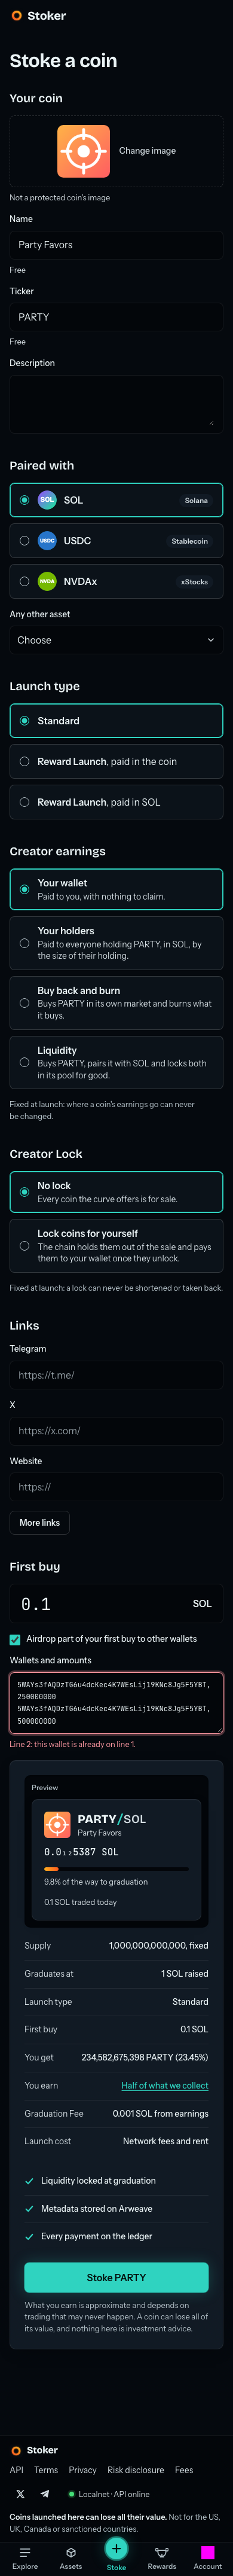 Stoker
Stoke a coin
Your coin
Change image
Not a protected coin's image
Name
Party Favors
Free
Ticker
PARTY
Free
Description
Paired with
SOL
SOL
Solana
USDC
USDC
Stablecoin
NVDA
NVDAx
xStocks
Any other asset
Choose
Launch type
Standard
Reward Launch, paid in the coin
Reward Launch, paid in SOL
Creator earnings
Your wallet
Paid to you, with nothing to claim.
Your holders
Paid to everyone holding PARTY, in SOL, by
the size of their holding.
Buy back and burn
Buys PARTY in its own market and burns what
it buys.
Liquidity
Buys PARTY, pairs it with SOL and locks both
in its pool for good.
Fixed at launch: where a coin's earnings go can never
be changed.
Creator Lock
No lock
Every coin the curve offers is for sale.
Lock coins for yourself
The chain holds them out of the sale and pays
them to your wallet once they unlock.
Fixed at launch: a lock can never be shortened or taken back.
Links
Telegram
https://t.me/
X
https://x.com/
Website
https://
More links
First buy
0.1
SOL
Airdrop part of your first buy to other wallets
Wallets and amounts
5WAYs3fAQDzTG6u4dcKec4K7WEsLij19KNc8Jg5F5YBT,
250000000
5WAYs3fAQDzTG6u4dcKec4K7WEsLij19KNc8Jg5F5YBT,
500000000
Line 2: this wallet is already on line 1.
Preview
PARTY/SOL
Party Favors
0.0₁₂5387 SOL
9.8% of the way to graduation
0.1 SOL traded today
Supply 1,000,000,000,000, fixed
Graduates at 1 SOL raised
Launch type Standard
First buy 0.1 SOL
You get 234,582,675,398 PARTY (23.45%)
You earn Half of what we collect
Graduation Fee 0.001 SOL from earnings
Launch cost Network fees and rent
Liquidity locked at graduation
Metadata stored on Arweave
Every payment on the ledger
Stoke PARTY
What you earn is approximate and depends on
trading that may never happen. A coin can lose all of
its value, and nothing here is investment advice.
Stoker
API Terms Privacy Risk disclosure Fees
Localnet · API online
Coins launched here can lose all their value. Not for the US,
UK, Canada or sanctioned countries.
Explore Assets Stoke Rewards Account